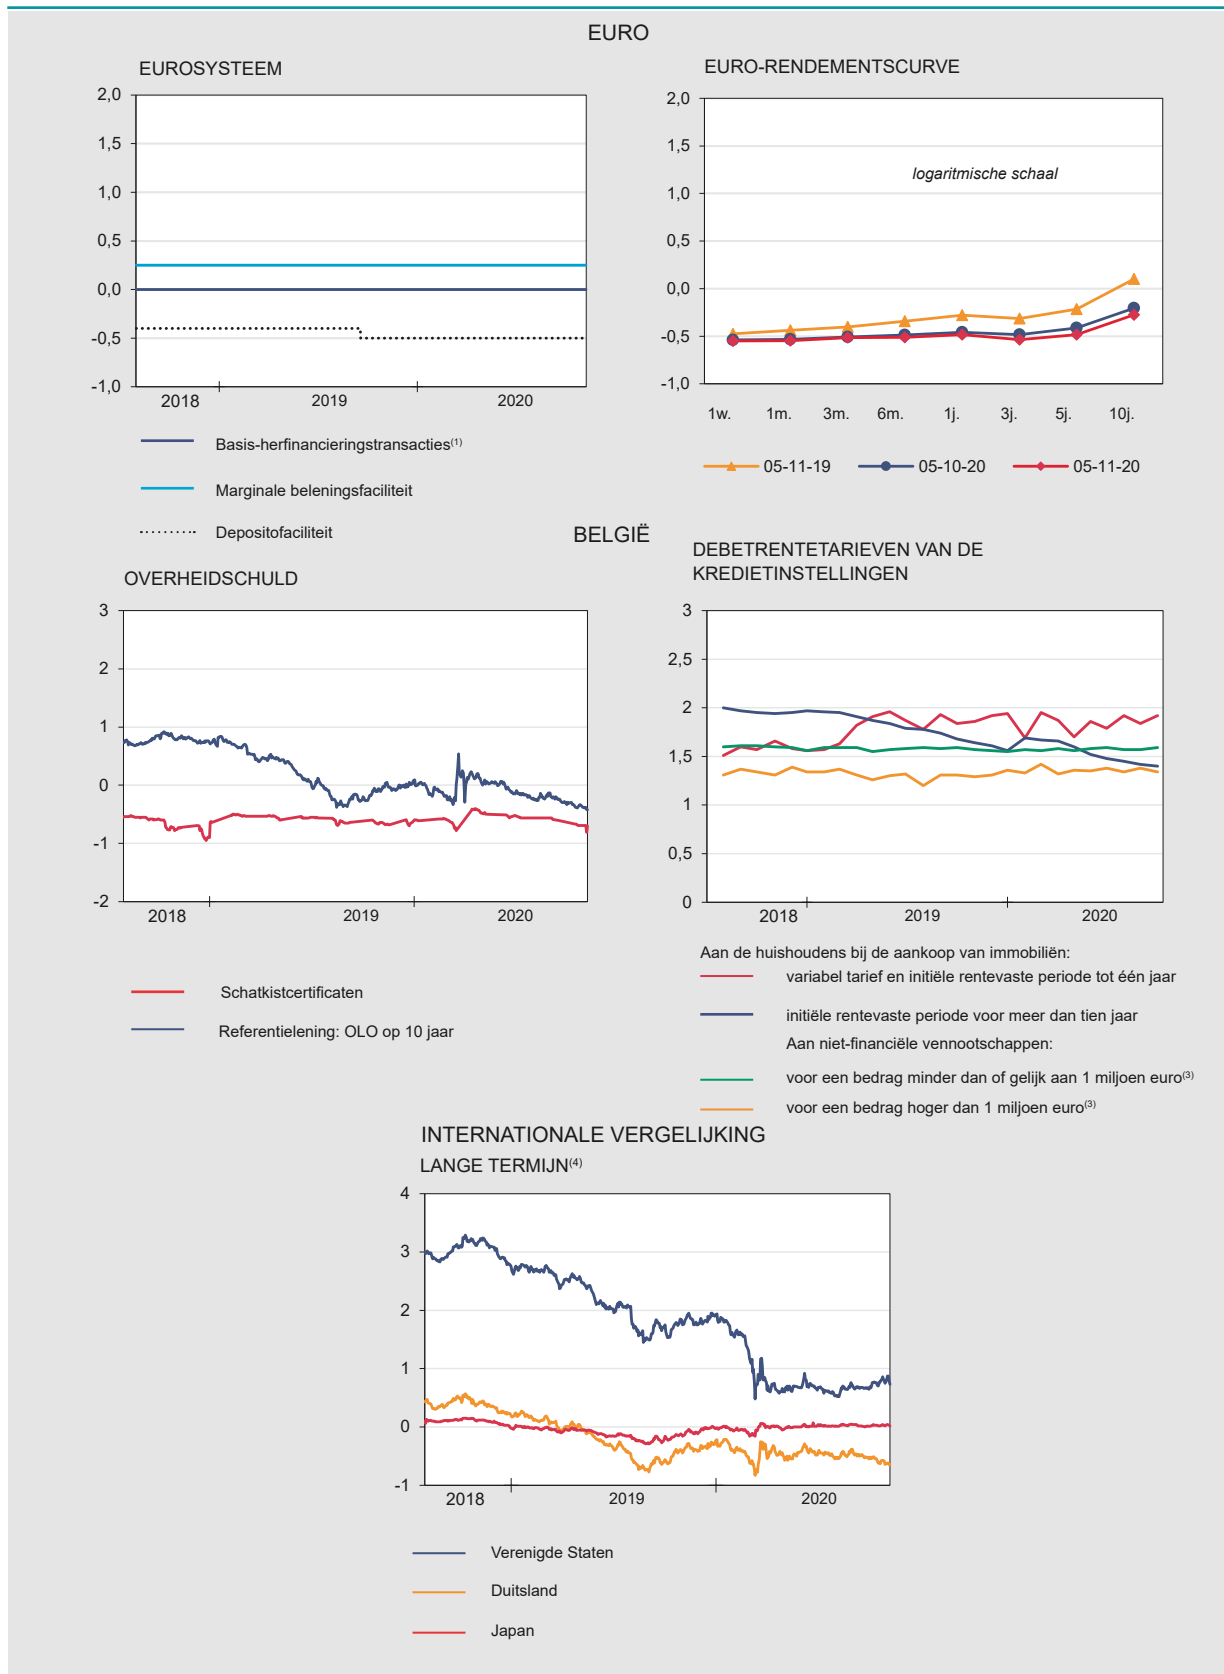 EURO
EUROSYSTEEM
2,0
1,5
1,0
0,5
0,0
-0,5
-1,0
2018 2019 2020
Basis-herfinancieringstransacties(1)
Marginale beleningsfaciliteit
Depositofaciliteit
EURO-RENDEMENTSCURVE
2,0
1,5
1,0
0,5
0,0
-0,5
-1,0
logaritmische schaal
1w. 1m. 3m. 6m. 1j. 3j. 5j. 10j.
05-11-19 05-10-20 05-11-20
BELGIË
OVERHEIDSCHULD
3
2
1
0
-1
-2
2018 2019 2020
Schatkistcertificaten
Referentielening: OLO op 10 jaar
DEBETRENTETARIEVEN VAN DE
KREDIETINSTELLINGEN
3
2,5
2
1,5
1
0,5
0
2018 2019 2020
Aan de huishoudens bij de aankoop van immobiliën:
variabel tarief en initiële rentevaste periode tot één jaar
initiële rentevaste periode voor meer dan tien jaar
Aan niet-financiële vennootschappen:
voor een bedrag minder dan of gelijk aan 1 miljoen euro(3)
voor een bedrag hoger dan 1 miljoen euro(3)
INTERNATIONALE VERGELIJKING
LANGE TERMIJN(4)
4
3
2
1
0
-1
2018 2019 2020
Verenigde Staten
Duitsland
Japan